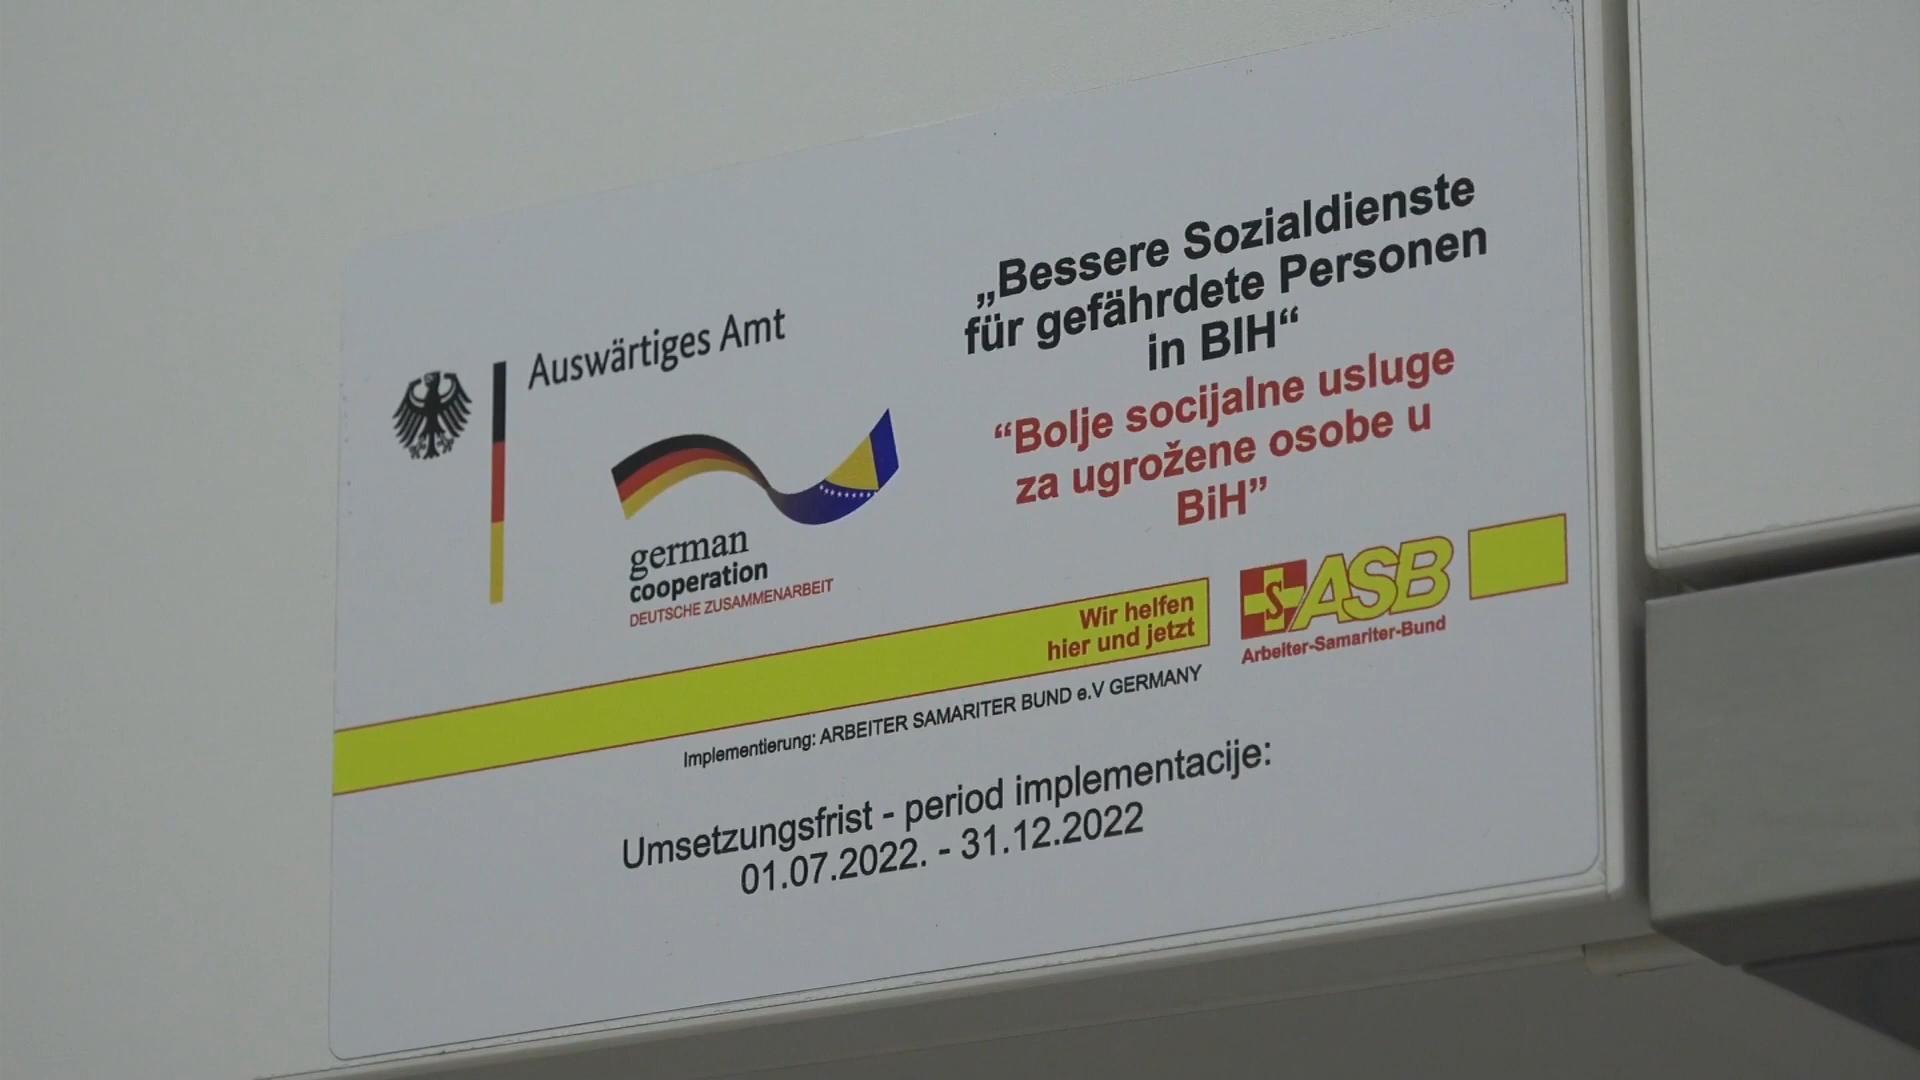 Auswärtiges Amt
german
cooperation
DEUTSCHE ZUSAMMENARBEIT
„Bessere Sozialdienste
für gefährdete Personen
in BIH“
“Bolje socijalne usluge
za ugrožene osobe u
BiH”
Wir helfen
hier und jetzt
S ASB
Arbeiter-Samariter-Bund
Implementierung: ARBEITER SAMARITER BUND e.V GERMANY
Umsetzungsfrist - period implementacije:
01.07.2022. - 31.12.2022